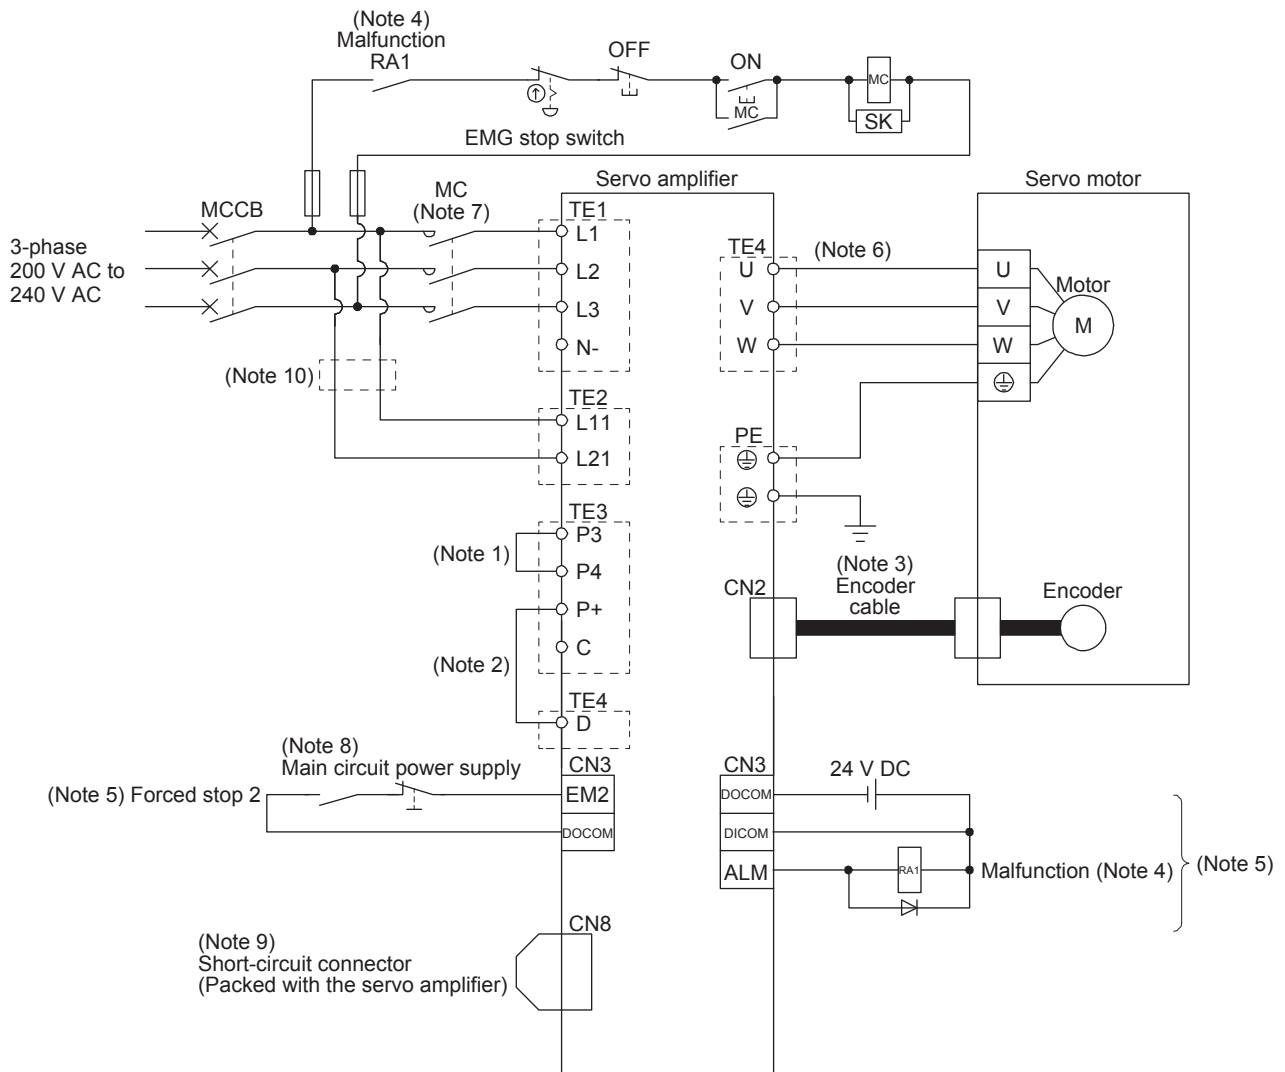 (Note 4)
Malfunction
RA1
OFF
ON
MC
MC
SK
EMG stop switch
Servo amplifier
Servo motor
MCCB
MC
(Note 7)
3-phase
200 V AC to
240 V AC
TE1
L1
L2
L3
N-
TE4
U
V
W
(Note 6)
U
V
W
Motor
M
(Note 10)
TE2
L11
L21
PE
TE3
P3
P4
P+
C
(Note 1)
(Note 2)
TE4
D
(Note 3)
Encoder
cable
CN2
Encoder
(Note 8)
Main circuit power supply
(Note 5) Forced stop 2
CN3
EM2
DOCOM
CN3
DOCOM
DICOM
ALM
24 V DC
RA1
Malfunction (Note 4)
(Note 5)
CN8
(Note 9)
Short-circuit connector
(Packed with the servo amplifier)